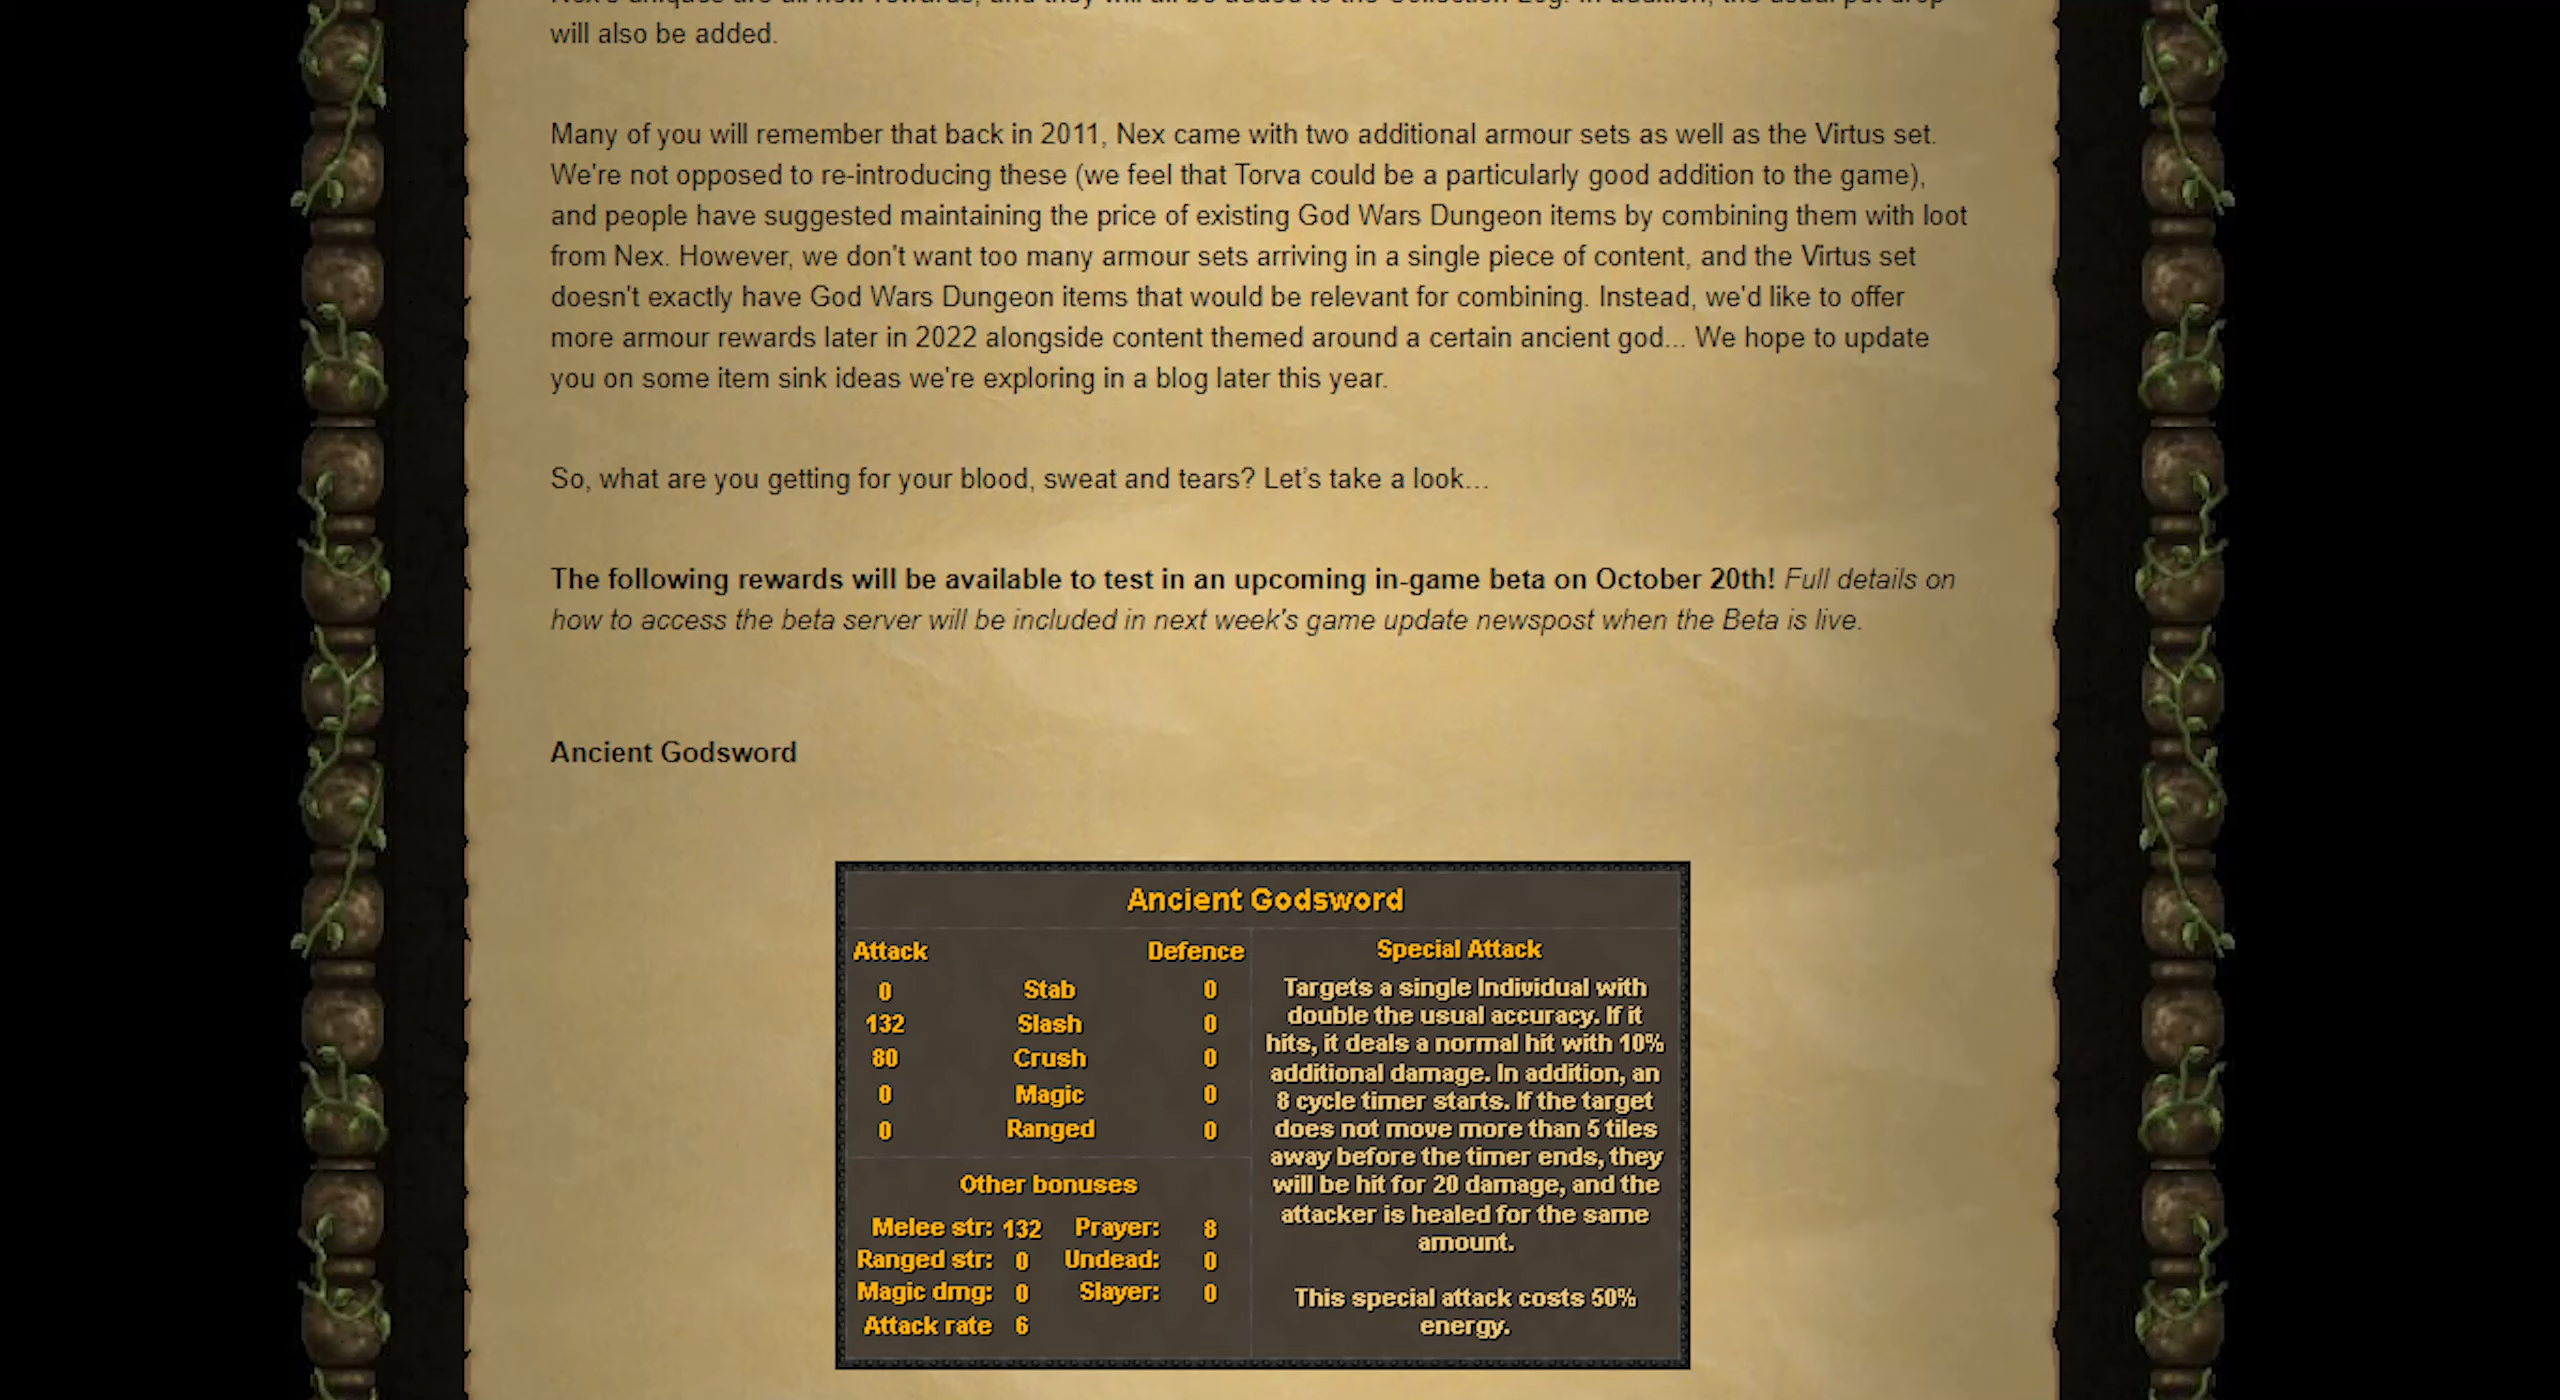 will also be added.
Many of you will remember that back in 2011, Nex came with two additional armour sets as well as the Virtus set.
We're not opposed to re-introducing these (we feel that Torva could be a particularly good addition to the game),
and people have suggested maintaining the price of existing God Wars Dungeon items by combining them with loot
from Nex. However, we don't want too many armour sets arriving in a single piece of content, and the Virtus set
doesn't exactly have God Wars Dungeon items that would be relevant for combining. Instead, we'd like to offer
more armour rewards later in 2022 alongside content themed around a certain ancient god... We hope to update
you on some item sink ideas we're exploring in a blog later this year.
So, what are you getting for your blood, sweat and tears? Let's take a look...
The following rewards will be available to test in an upcoming in-game beta on October 20th! Full details on
how to access the beta server will be included in next week's game update newspost when the Beta is live.
Ancient Godsword
Ancient Godsword
Attack Defence
0 Stab 0
132 Slash 0
80 Crush 0
0 Magic 0
0 Ranged 0
Other bonuses
Melee str: 132 Prayer: 8
Ranged str: 0 Undead: 0
Magic dmg: 0 Slayer: 0
Attack rate 6
Special Attack
Targets a single Individual with
double the usual accuracy. If it
hits, it deals a normal hit with 10%
additional damage. In addition, an
8 cycle timer starts. If the target
does not move more than 5 tiles
away before the timer ends, they
will be hit for 20 damage, and the
attacker is healed for the same
amount.
This special attack costs 50%
energy.